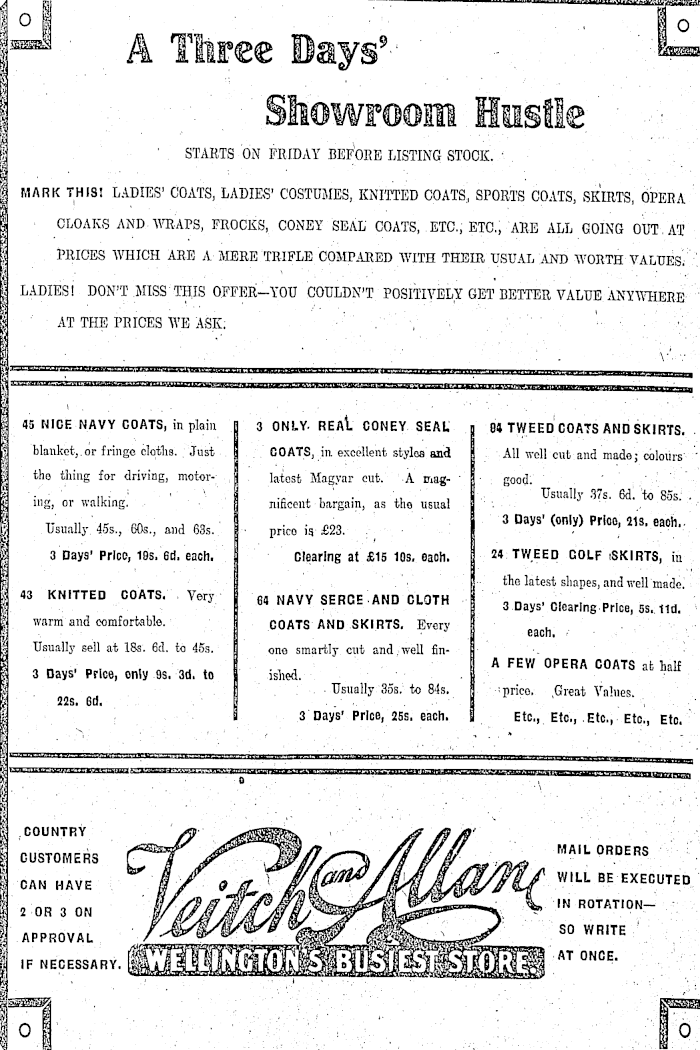 A Three Days'
Showroom Hustle
STARTS ON FRIDAY BEFORE LISTING STOCK.
MARK THIS! LADIES' COATS, LADIES' COSTUMES, KNITTED COATS, SPORTS COATS, SKIRTS, OPERA
CLOAKS AND WRAPS, FROCKS, CONEY SEAL COATS, ETC., ETC., ARE ALL GOING OUT AT
PRICES WHICH ARE A MERE TRIFLE COMPARED WITH THEIR USUAL AND WORTH VALUES.
LADIES! DON'T MISS THIS OFFER—YOU COULDN'T POSITIVELY GET BETTER VALUE ANYWHERE
AT THE PRICES WE ASK.
45 NICE NAVY COATS, in plain
blanket, or fringe cloths. Just
the thing for driving, motor-
ing, or walking.
Usually 45s., 60s., and 63s.
3 Days' Price, 19s. 6d. each.
43 KNITTED COATS. Very
warm and comfortable.
Usually sell at 18s. 6d. to 45s.
3 Days' Price, only 9s. 3d. to
22s. 6d.
3 ONLY REAL CONEY SEAL
COATS, in excellent styles and
latest Magyar cut. A mag-
nificent bargain, as the usual
price is £23.
Clearing at £15 10s. each.
64 NAVY SERGE AND CLOTH
COATS AND SKIRTS. Every
one smartly cut and well fin-
ished.
Usually 35s. to 84s.
3 Days' Price, 25s. each.
94 TWEED COATS AND SKIRTS.
All well cut and made; colours
good.
Usually 37s. 6d. to 85s.
3 Days' (only) Price, 21s. each.
24 TWEED GOLF SKIRTS, in
the latest shapes, and well made.
3 Days' Clearing Price, 5s. 11d.
each.
A FEW OPERA COATS at half
price. Great Values.
Etc., Etc., Etc., Etc., Etc.
COUNTRY
CUSTOMERS
CAN HAVE
2 OR 3 ON
APPROVAL
IF NECESSARY.
Veitch and Allan
WELLINGTON'S BUSIEST STORE.
MAIL ORDERS
WILL BE EXECUTED
IN ROTATION—
SO WRITE
AT ONCE.